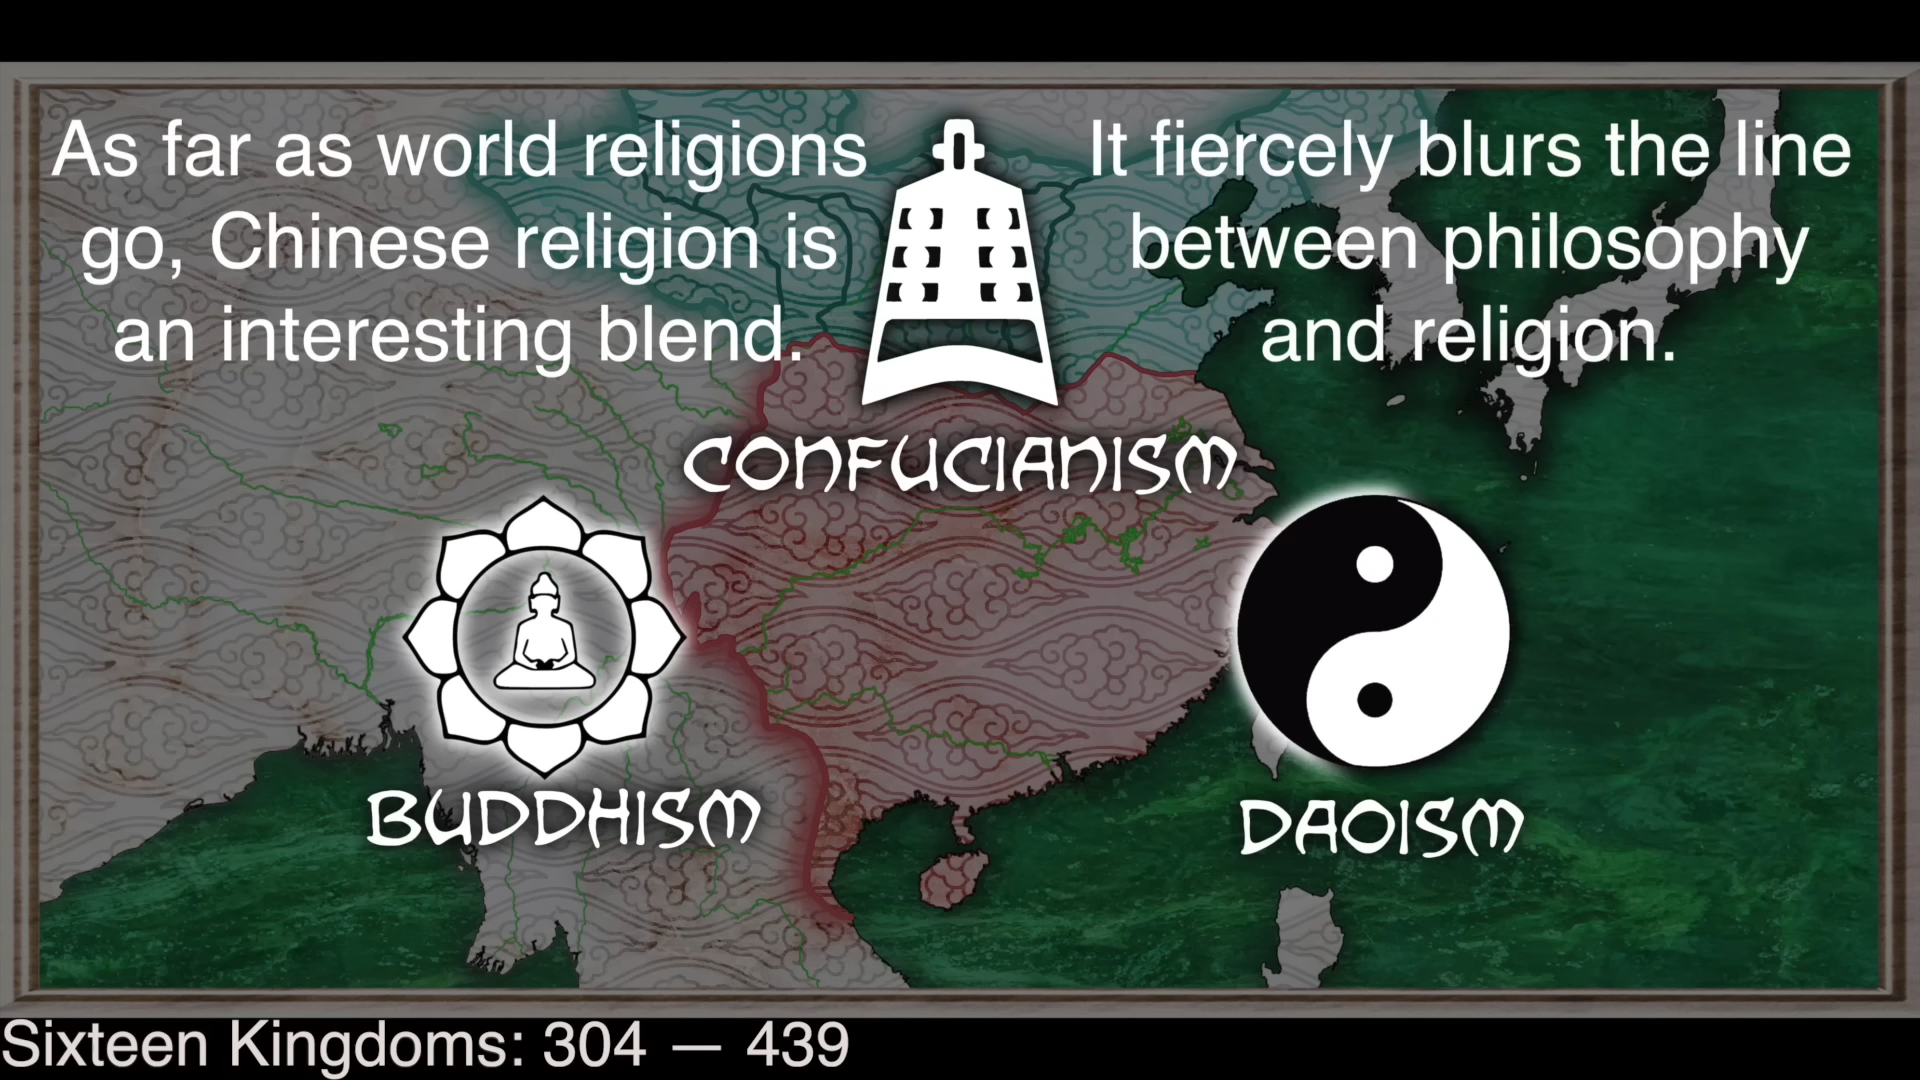 As far as world religions
go, Chinese religion is
an interesting blend.
It fiercely blurs the line
between philosophy
and religion.
CONFUCIANISM
BUDDHISM
DAOISM
Sixteen Kingdoms: 304 — 439